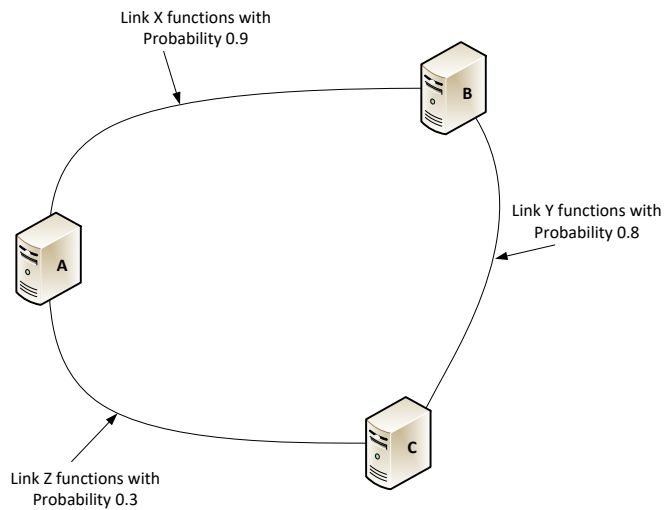 Link X functions with
Probability 0.9
B
Link Y functions with
Probability 0.8
A
C
Link Z functions with
Probability 0.3